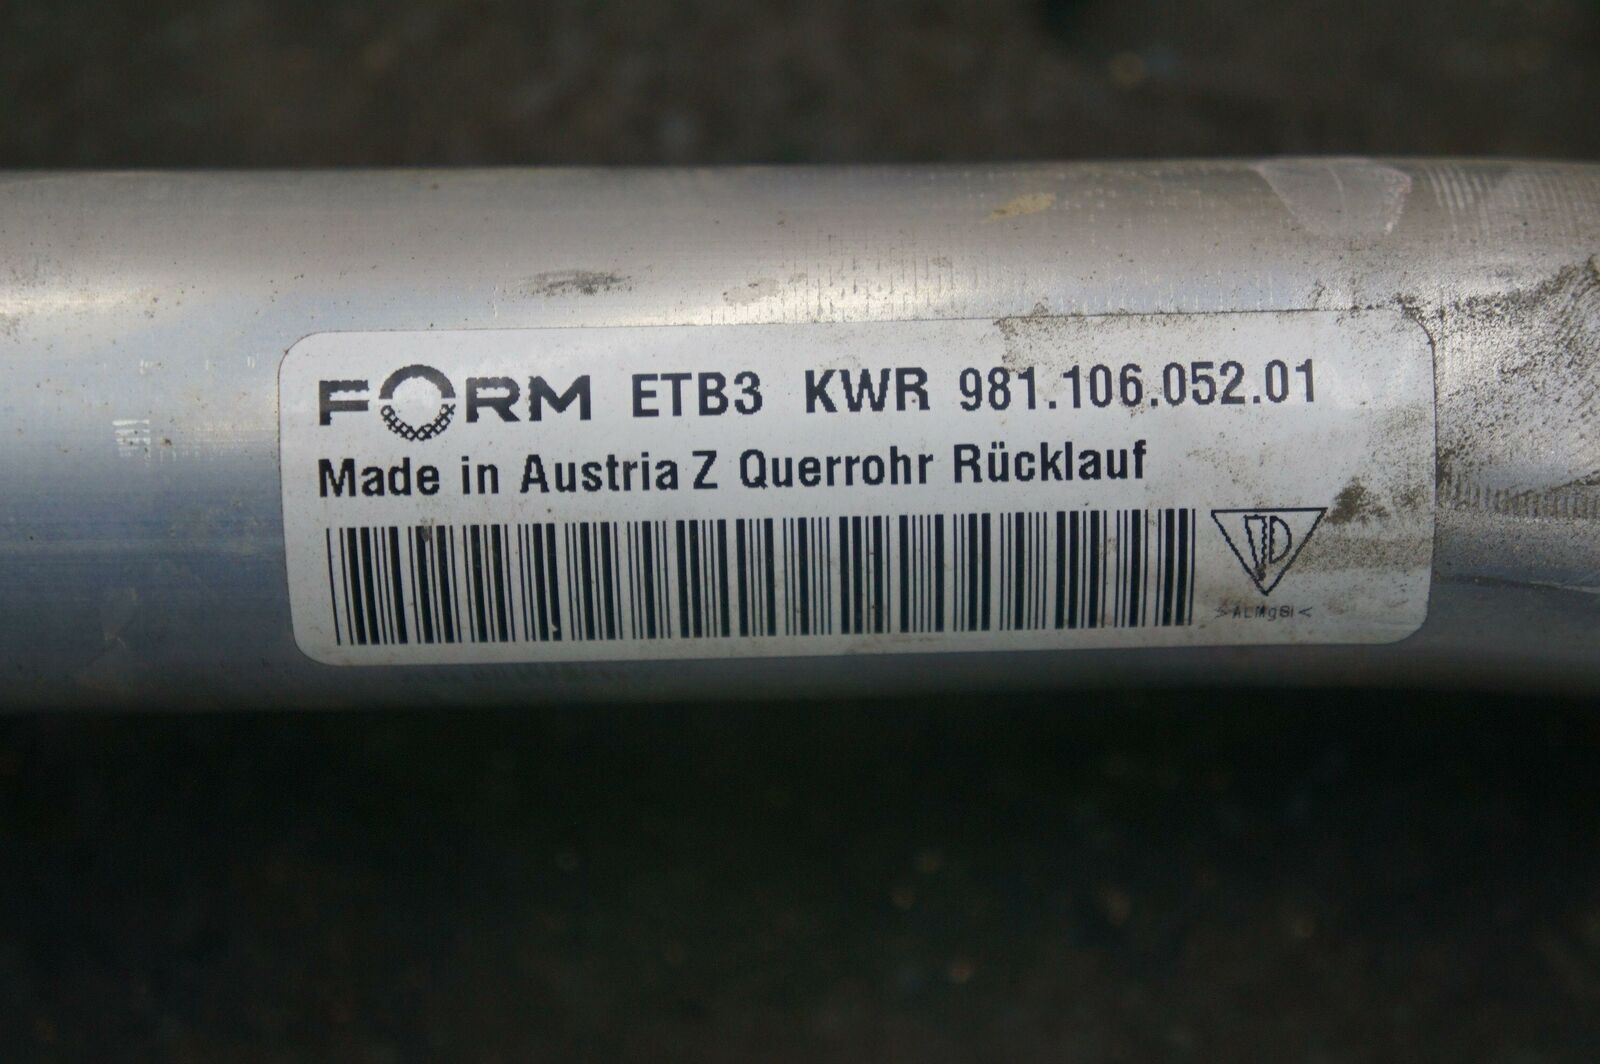 FORM ETB3 KWR 981.106.052.01
Made in Austria Z Querrohr Rücklauf
>ALMgSi<